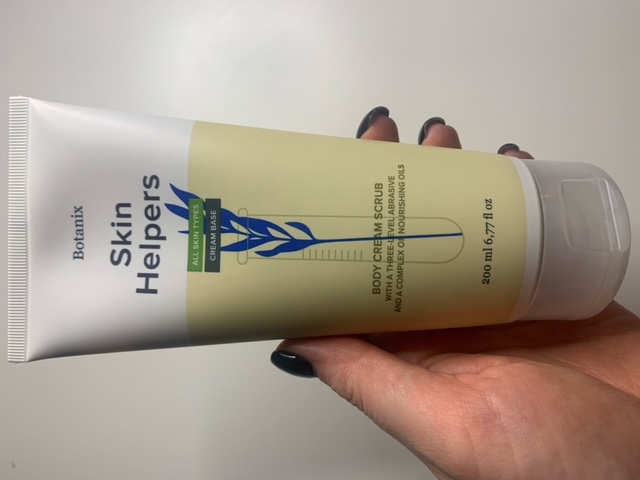 Botanix
Skin
Helpers
ALL SKIN TYPES
CREAM BASE
BODY CREAM SCRUB
WITH A THREE-LEVEL ABRASIVE
AND A COMPLEX OF NOURISHING OILS
200 ml 6,77 fl oz